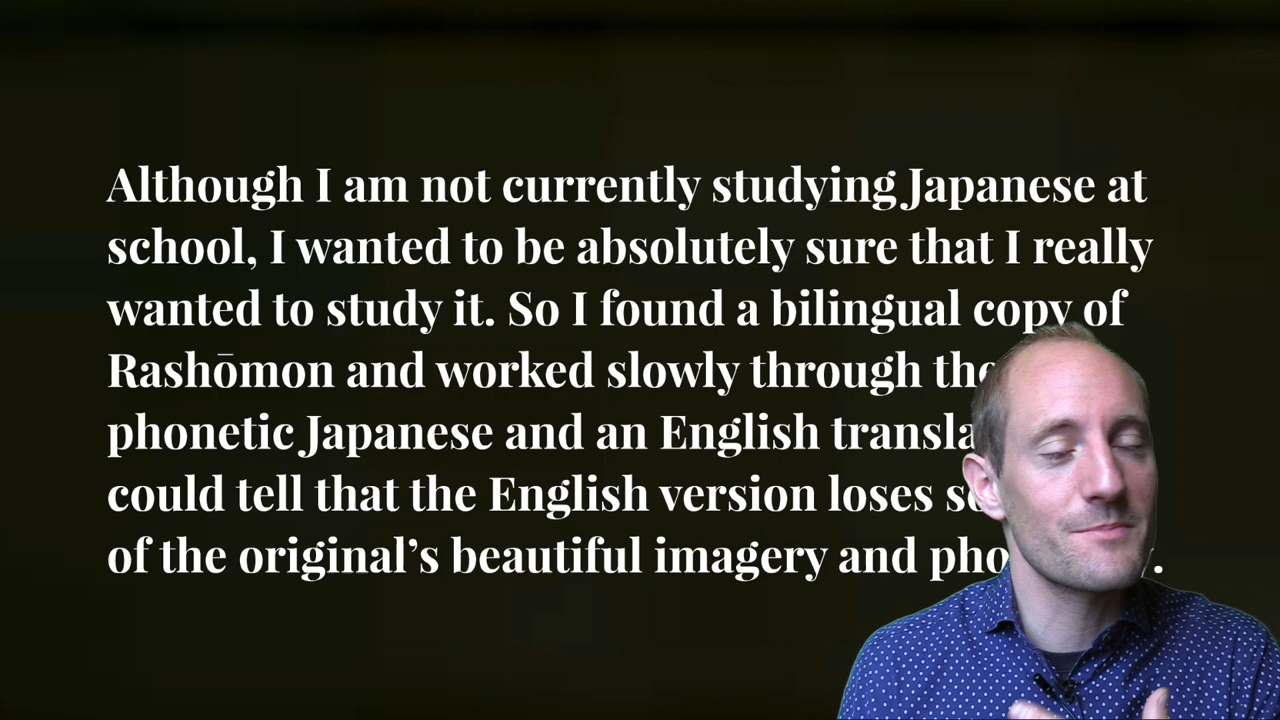 Although I am not currently studying Japanese at
school, I wanted to be absolutely sure that I really
wanted to study it. So I found a bilingual copy of
Rashōmon and worked slowly through the
phonetic Japanese and an English
could tell that the English version loses
of the original’s beautiful imagery and